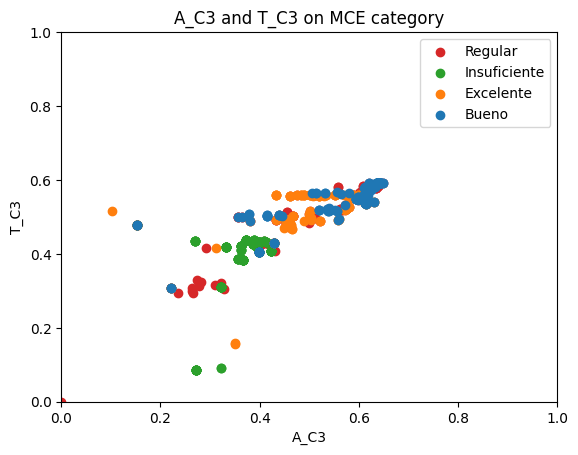 A_C3 and T_C3 on MCE category
Regular
Insuficiente
Excelente
Bueno
1.0
0.8
0.6
0.4
0.2
0.0
T_C3
0.0 0.2 0.4 0.6 0.8 1.0
A_C3